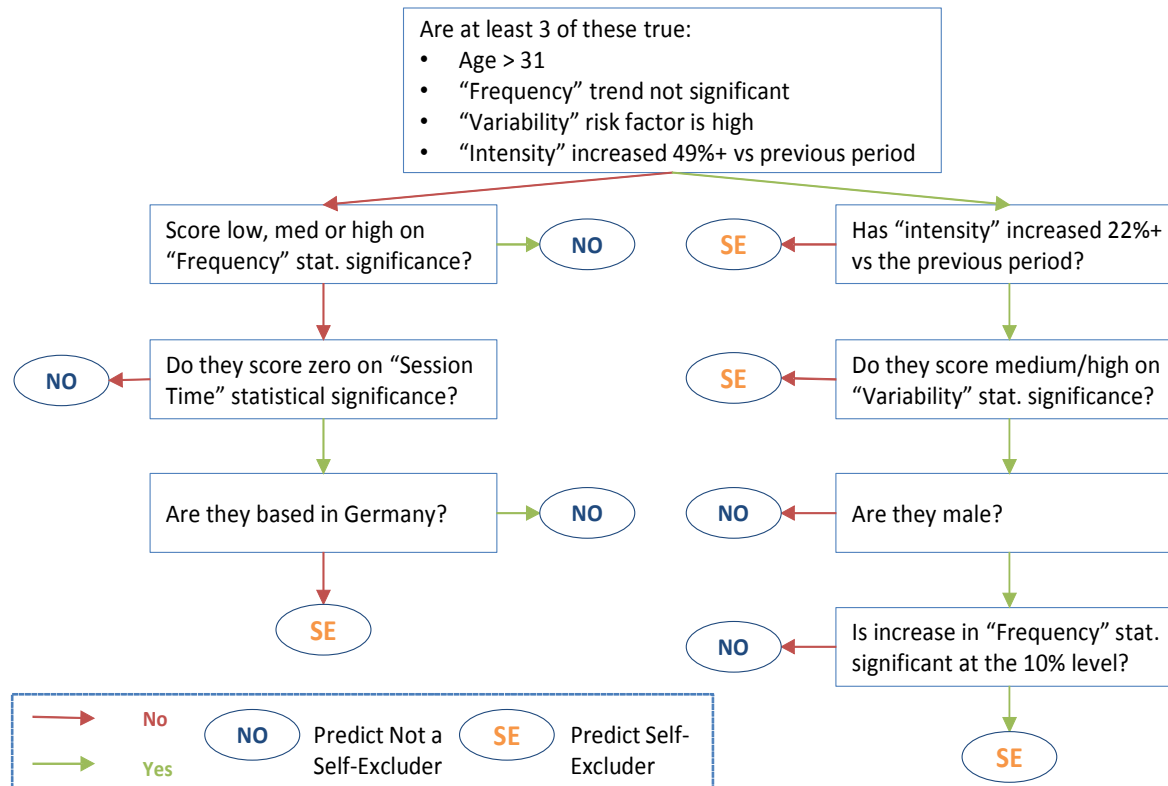 Are at least 3 of these true:
• Age > 31
• “Frequency” trend not significant
• “Variability” risk factor is high
• “Intensity” increased 49%+ vs previous period
Score low, med or high on
“Frequency” stat. significance?
NO
SE
Has “intensity” increased 22%+
vs the previous period?
NO
Do they score zero on “Session
Time” statistical significance?
SE
Do they score medium/high on
“Variability” stat. significance?
Are they based in Germany?
NO
NO
Are they male?
SE
NO
Is increase in “Frequency” stat.
significant at the 10% level?
No
Yes
NO
Predict Not a
Self-Excluder
SE
Predict Self-
Excluder
SE